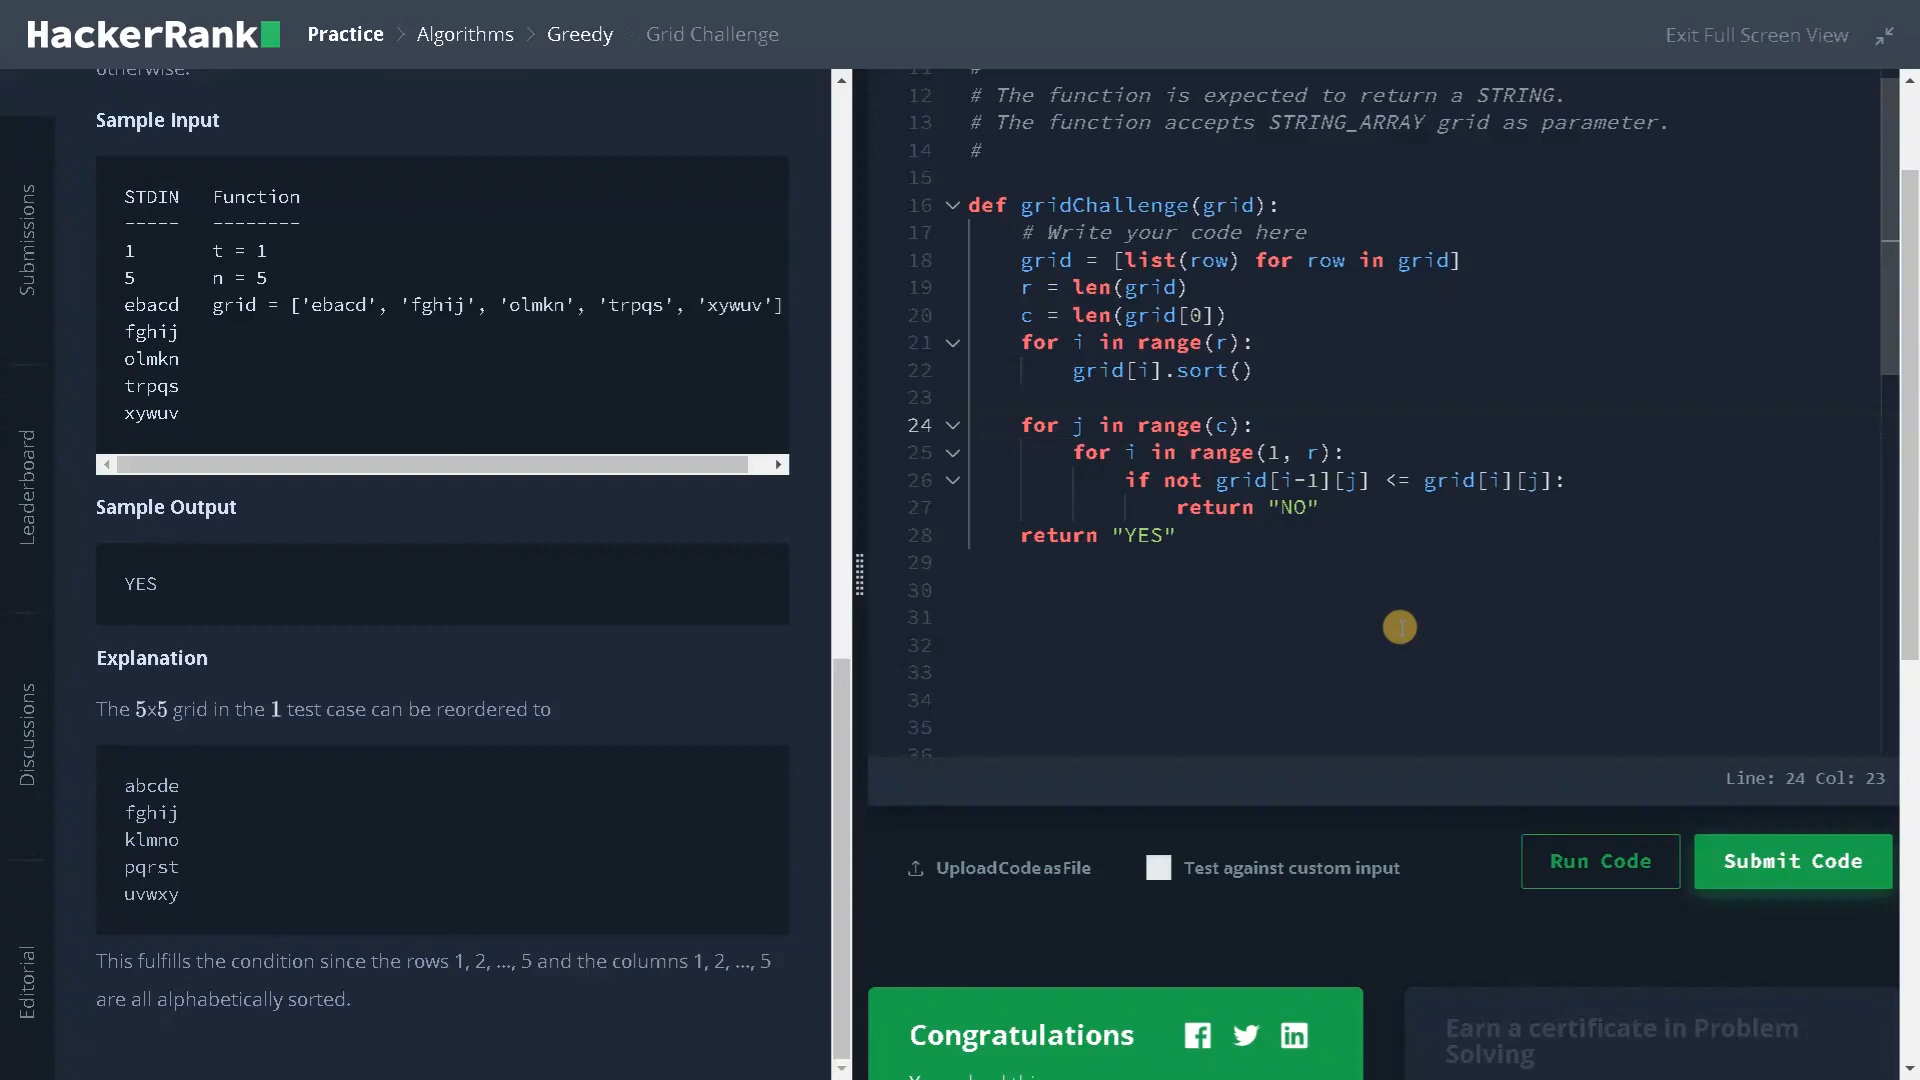 HackerRank
Practice > Algorithms > Greedy Grid Challenge
Exit Full Screen View
Submissions
Leaderboard
Discussions
Editorial
otherwise.
Sample Input
STDIN Function
----- --------
1 t = 1
5 n = 5
ebacd grid = ['ebacd', 'fghij', 'olmkn', 'trpqs', 'xywuv']
fghij
olmkn
trpqs
xywuv
Sample Output
YES
Explanation
The 5x5 grid in the 1 test case can be reordered to
abcde
fghij
klmno
pqrst
uvwxy
This fulfills the condition since the rows 1, 2, ..., 5 and the columns 1, 2, ..., 5
are all alphabetically sorted.
11 #
12 # The function is expected to return a STRING.
13 # The function accepts STRING_ARRAY grid as parameter.
14 #
15
16 def gridChallenge(grid):
17 # Write your code here
18 grid = [list(row) for row in grid]
19 r = len(grid)
20 c = len(grid[0])
21 for i in range(r):
22 grid[i].sort()
23
24 for j in range(c):
25 for i in range(1, r):
26 if not grid[i-1][j] <= grid[i][j]:
27 return "NO"
28 return "YES"
29
30
31
32
33
34
35
36
Line: 24 Col: 23
Upload Code as File
Test against custom input
Run Code
Submit Code
Congratulations
Earn a certificate in Problem
Solving